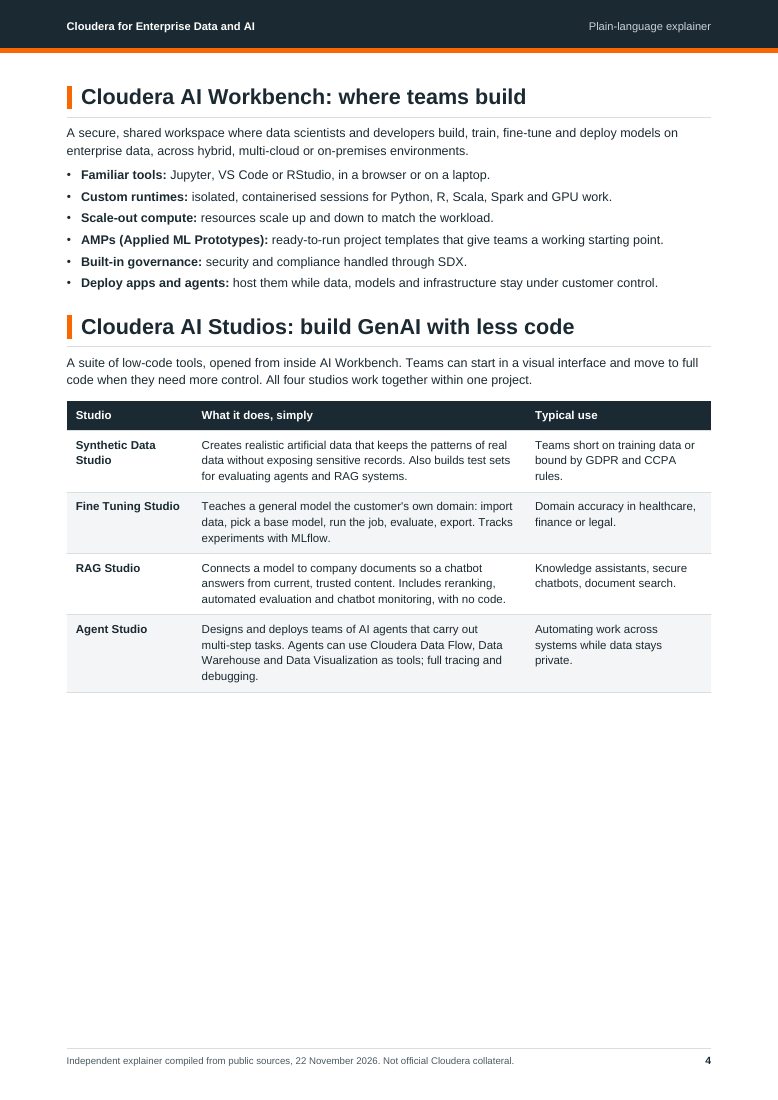 Cloudera for Enterprise Data and AI
Plain-language explainer
Cloudera AI Workbench: where teams build
A secure, shared workspace where data scientists and developers build, train, fine-tune and deploy models on
enterprise data, across hybrid, multi-cloud or on-premises environments.
• Familiar tools: Jupyter, VS Code or RStudio, in a browser or on a laptop.
• Custom runtimes: isolated, containerised sessions for Python, R, Scala, Spark and GPU work.
• Scale-out compute: resources scale up and down to match the workload.
• AMPs (Applied ML Prototypes): ready-to-run project templates that give teams a working starting point.
• Built-in governance: security and compliance handled through SDX.
• Deploy apps and agents: host them while data, models and infrastructure stay under customer control.
Cloudera AI Studios: build GenAI with less code
A suite of low-code tools, opened from inside AI Workbench. Teams can start in a visual interface and move to full
code when they need more control. All four studios work together within one project.
Studio
What it does, simply
Typical use
Synthetic Data
Studio
Creates realistic artificial data that keeps the patterns of real
data without exposing sensitive records. Also builds test sets
for evaluating agents and RAG systems.
Teams short on training data or
bound by GDPR and CCPA
rules.
Fine Tuning Studio
Teaches a general model the customer's own domain: import
data, pick a base model, run the job, evaluate, export. Tracks
experiments with MLflow.
Domain accuracy in healthcare,
finance or legal.
RAG Studio
Connects a model to company documents so a chatbot
answers from current, trusted content. Includes reranking,
automated evaluation and chatbot monitoring, with no code.
Knowledge assistants, secure
chatbots, document search.
Agent Studio
Designs and deploys teams of AI agents that carry out
multi-step tasks. Agents can use Cloudera Data Flow, Data
Warehouse and Data Visualization as tools; full tracing and
debugging.
Automating work across
systems while data stays
private.
Independent explainer compiled from public sources, 22 November 2026. Not official Cloudera collateral.
4